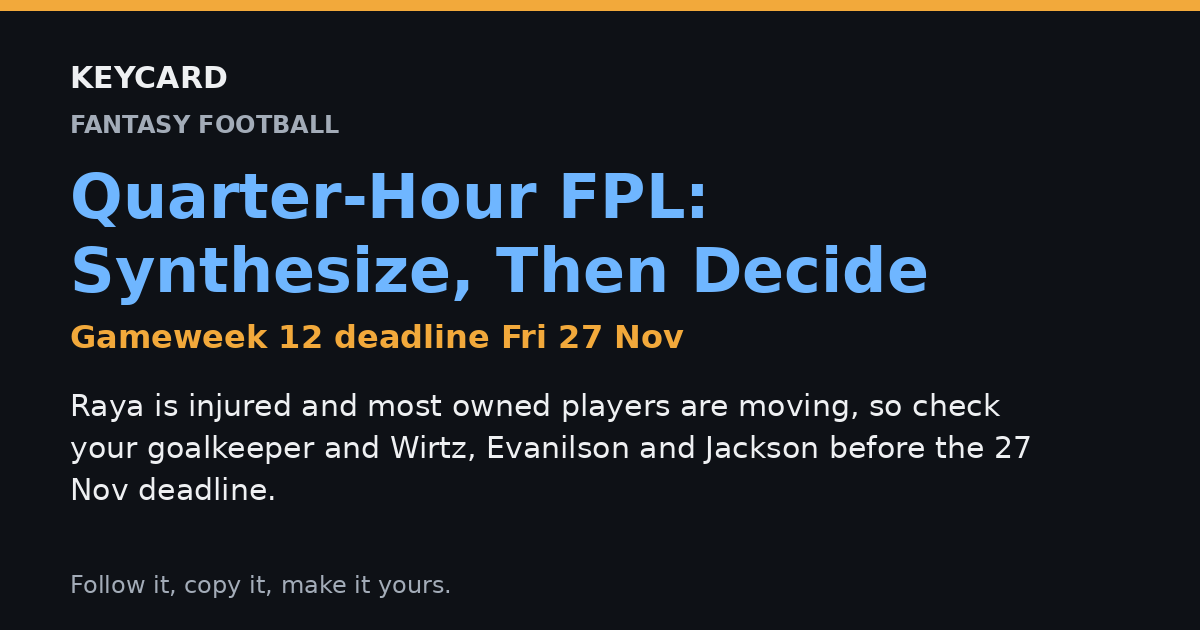 KEYCARD
FANTASY FOOTBALL
Quarter-Hour FPL:
Synthesize, Then Decide
Gameweek 12 deadline Fri 27 Nov
Raya is injured and most owned players are moving, so check
your goalkeeper and Wirtz, Evanilson and Jackson before the 27
Nov deadline.
Follow it, copy it, make it yours.